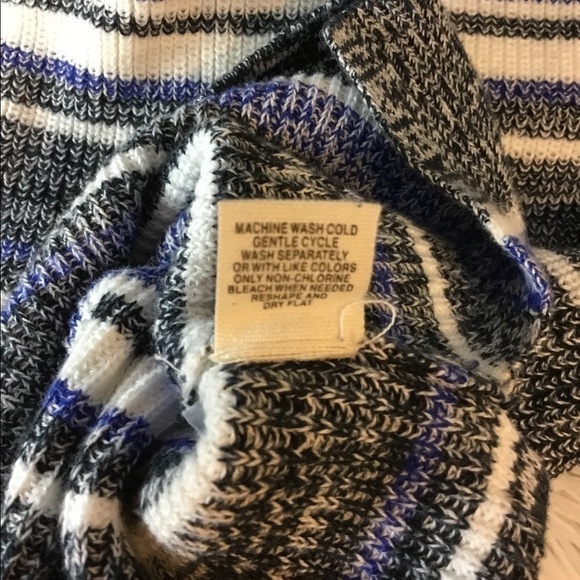 MACHINE WASH COLD
GENTLE CYCLE
WASH SEPARATELY
OR WITH LIKE COLORS
ONLY NON-CHLORINE
BLEACH WHEN NEEDED
RESHAPE AND
DRY FLAT